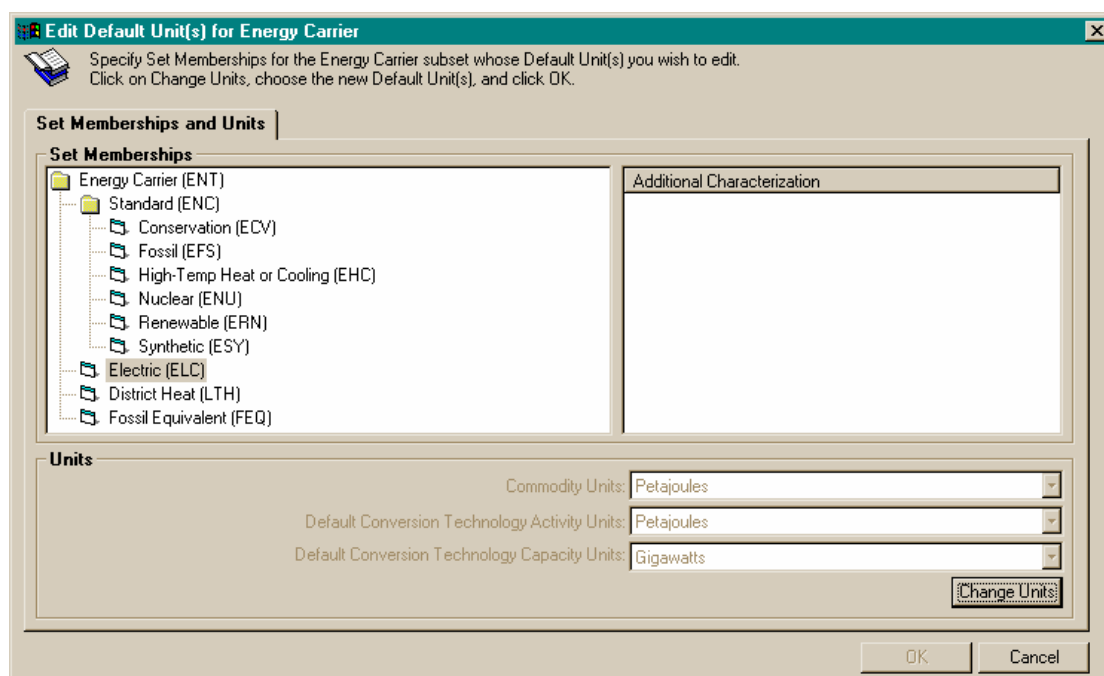 Edit Default Unit(s) for Energy Carrier
Specify Set Memberships for the Energy Carrier subset whose Default Unit(s) you wish to edit.
Click on Change Units, choose the new Default Unit(s), and click OK.
Set Memberships and Units
Set Memberships
Energy Carrier (ENT)
Standard (ENC)
Conservation (ECV)
Fossil (EFS)
High-Temp Heat or Cooling (EHC)
Nuclear (ENU)
Renewable (ERN)
Synthetic (ESY)
Electric (ELC)
District Heat (LTH)
Fossil Equivalent (FEQ)
Additional Characterization
Units
Commodity Units: Petajoules
Default Conversion Technology Activity Units: Petajoules
Default Conversion Technology Capacity Units: Gigawatts
Change Units
OK Cancel